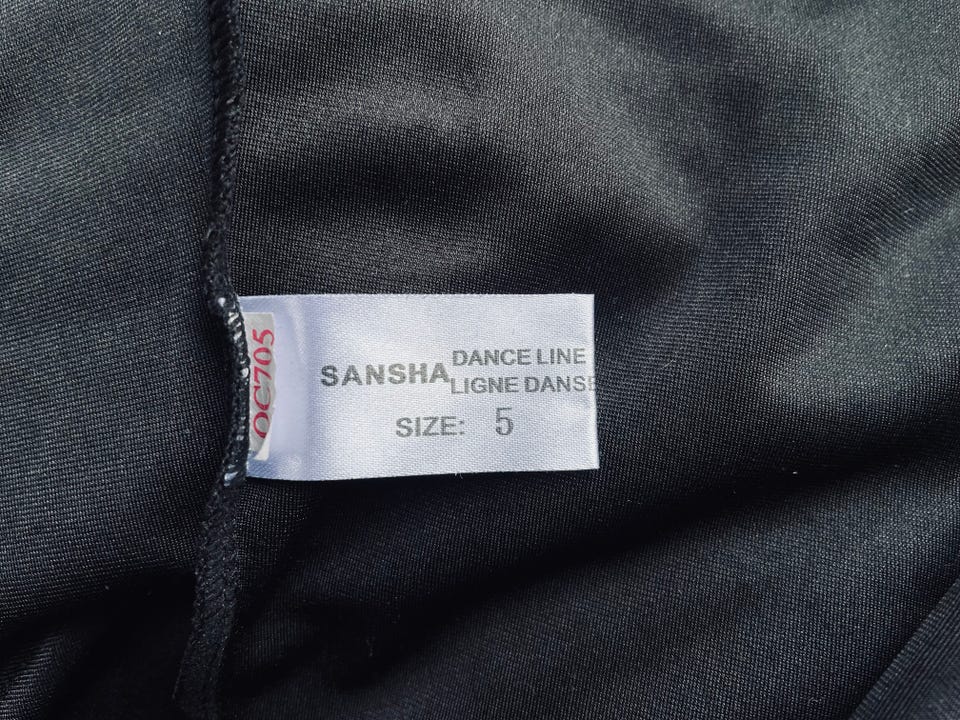 OC705
SANSHA DANCE LINE
LIGNE DANSE
SIZE: 5